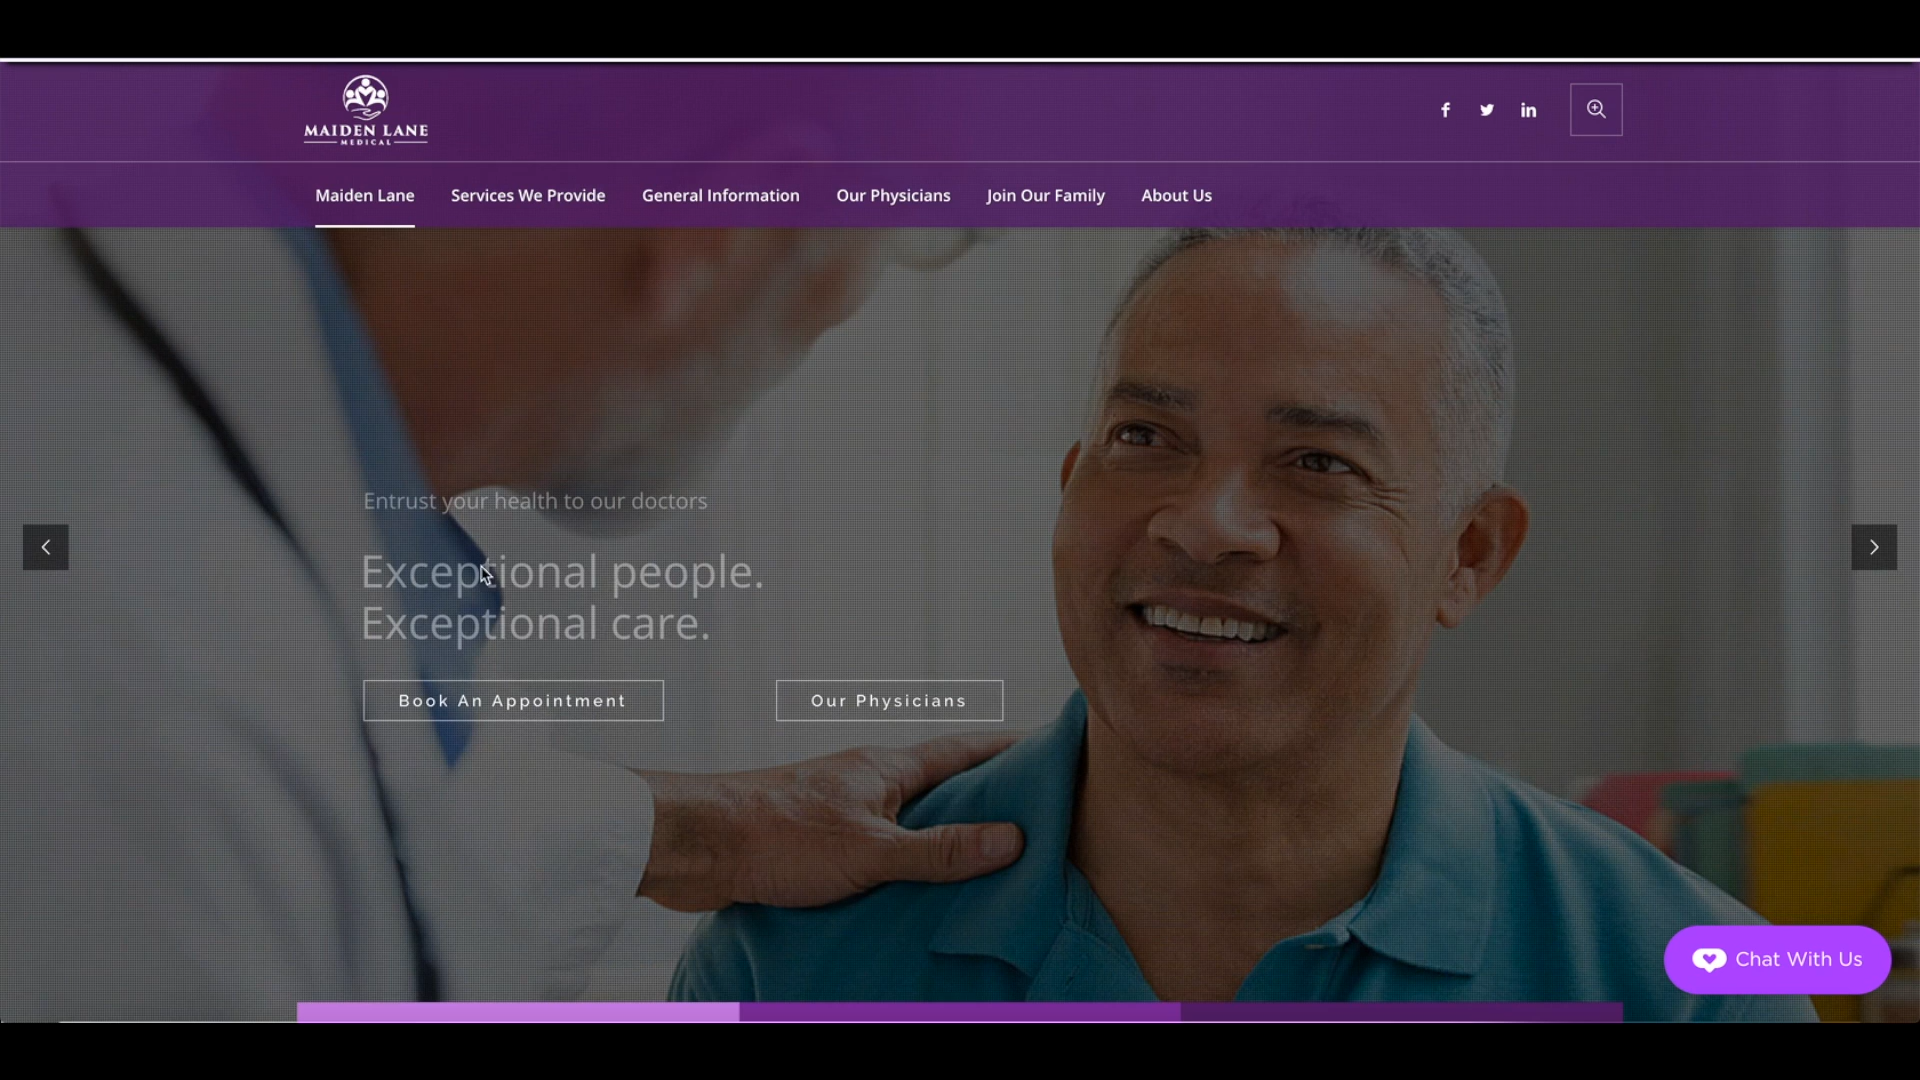 MAIDEN LANE
MEDICAL
Maiden Lane
Services We Provide
General Information
Our Physicians
Join Our Family
About Us
Entrust your health to our doctors
Exceptional people.
Exceptional care.
Book An Appointment
Our Physicians
Chat With Us